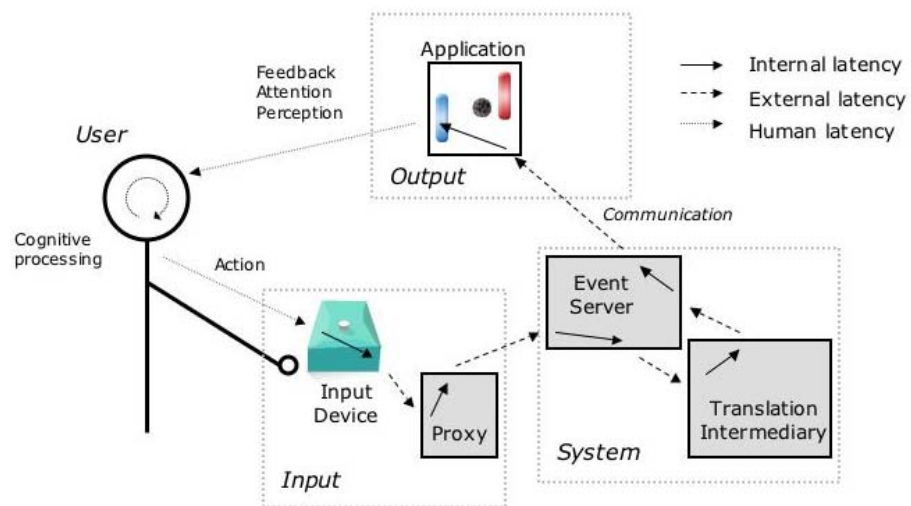 Application
Internal latency
External latency
Human latency
Feedback
Attention
Perception
User
Output
Communication
Cognitive
processing
Action
Event
Server
Input
Device
Proxy
Translation
Intermediary
System
Input